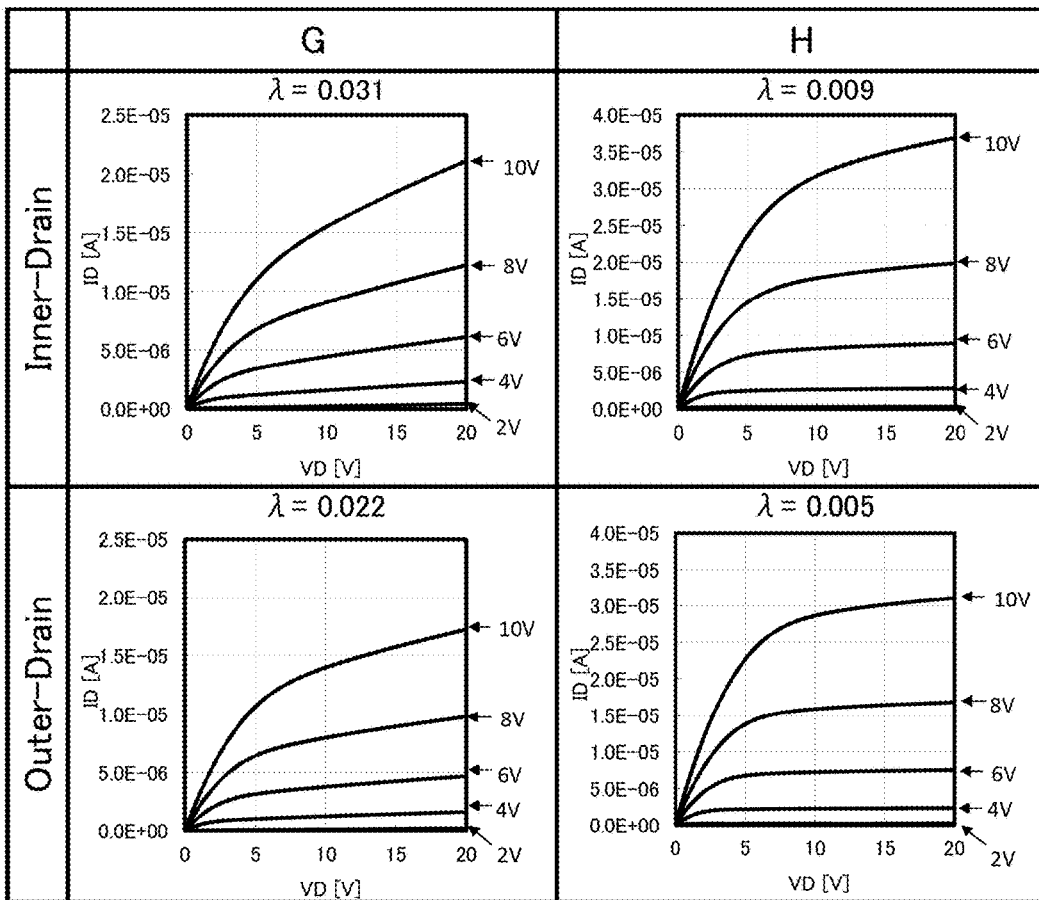 G
H
Inner-Drain
λ = 0.031
2.5E-05
2.0E-05
1.5E-05
1.0E-05
5.0E-06
0.0E+00
ID [A]
10V
8V
6V
4V
2V
0 5 10 15 20
VD [V]
λ = 0.009
4.0E-05
3.5E-05
3.0E-05
2.5E-05
2.0E-05
1.5E-05
1.0E-05
5.0E-06
0.0E+00
ID [A]
10V
8V
6V
4V
2V
0 5 10 15 20
VD [V]
Outer-Drain
λ = 0.022
2.5E-05
2.0E-05
1.5E-05
1.0E-05
5.0E-06
0.0E+00
ID [A]
10V
8V
6V
4V
2V
0 5 10 15 20
VD [V]
λ = 0.005
4.0E-05
3.5E-05
3.0E-05
2.5E-05
2.0E-05
1.5E-05
1.0E-05
5.0E-06
0.0E+00
ID [A]
10V
8V
6V
4V
2V
0 5 10 15 20
VD [V]